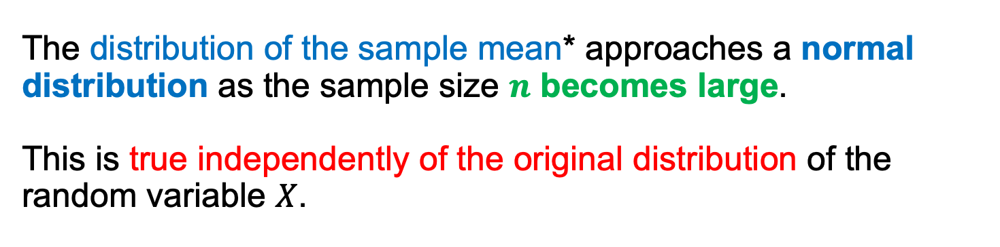 The distribution of the sample mean* approaches a normal
distribution as the sample size n becomes large.
This is true independently of the original distribution of the
random variable X.